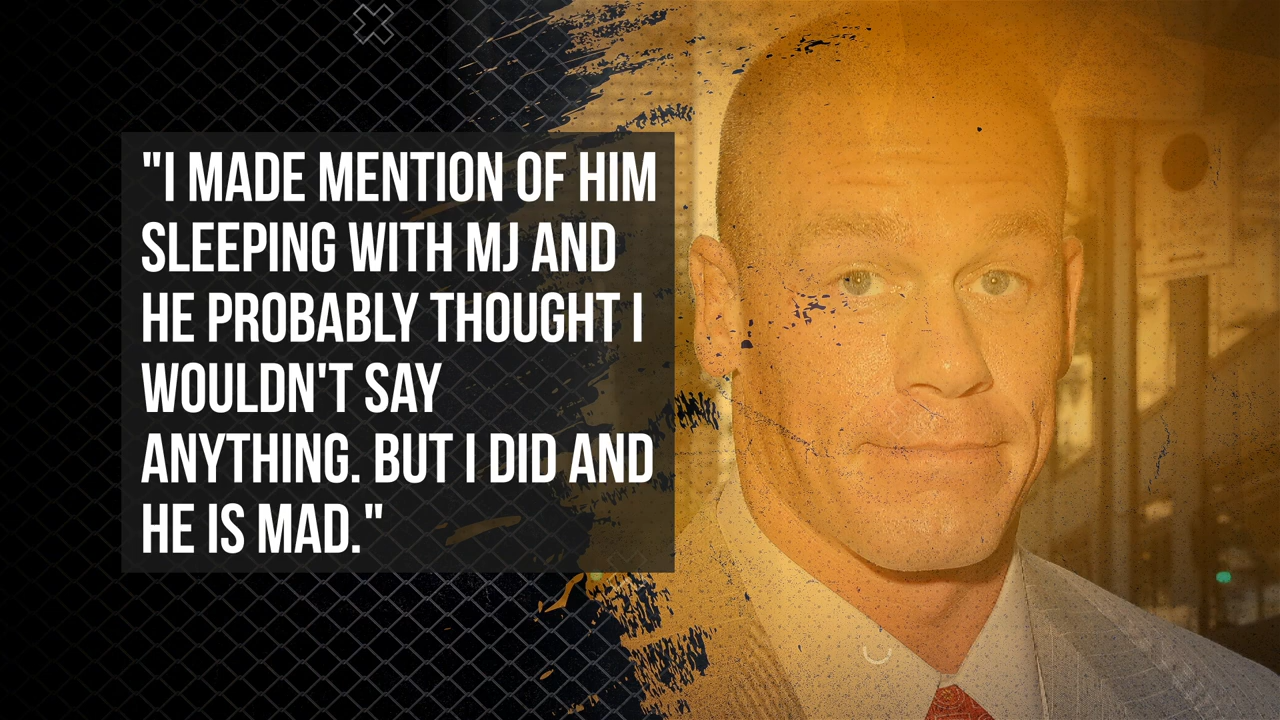 "I MADE MENTION OF HIM
SLEEPING WITH MJ AND
HE PROBABLY THOUGHT I
WOULDN'T SAY
ANYTHING. BUT I DID AND
HE IS MAD."